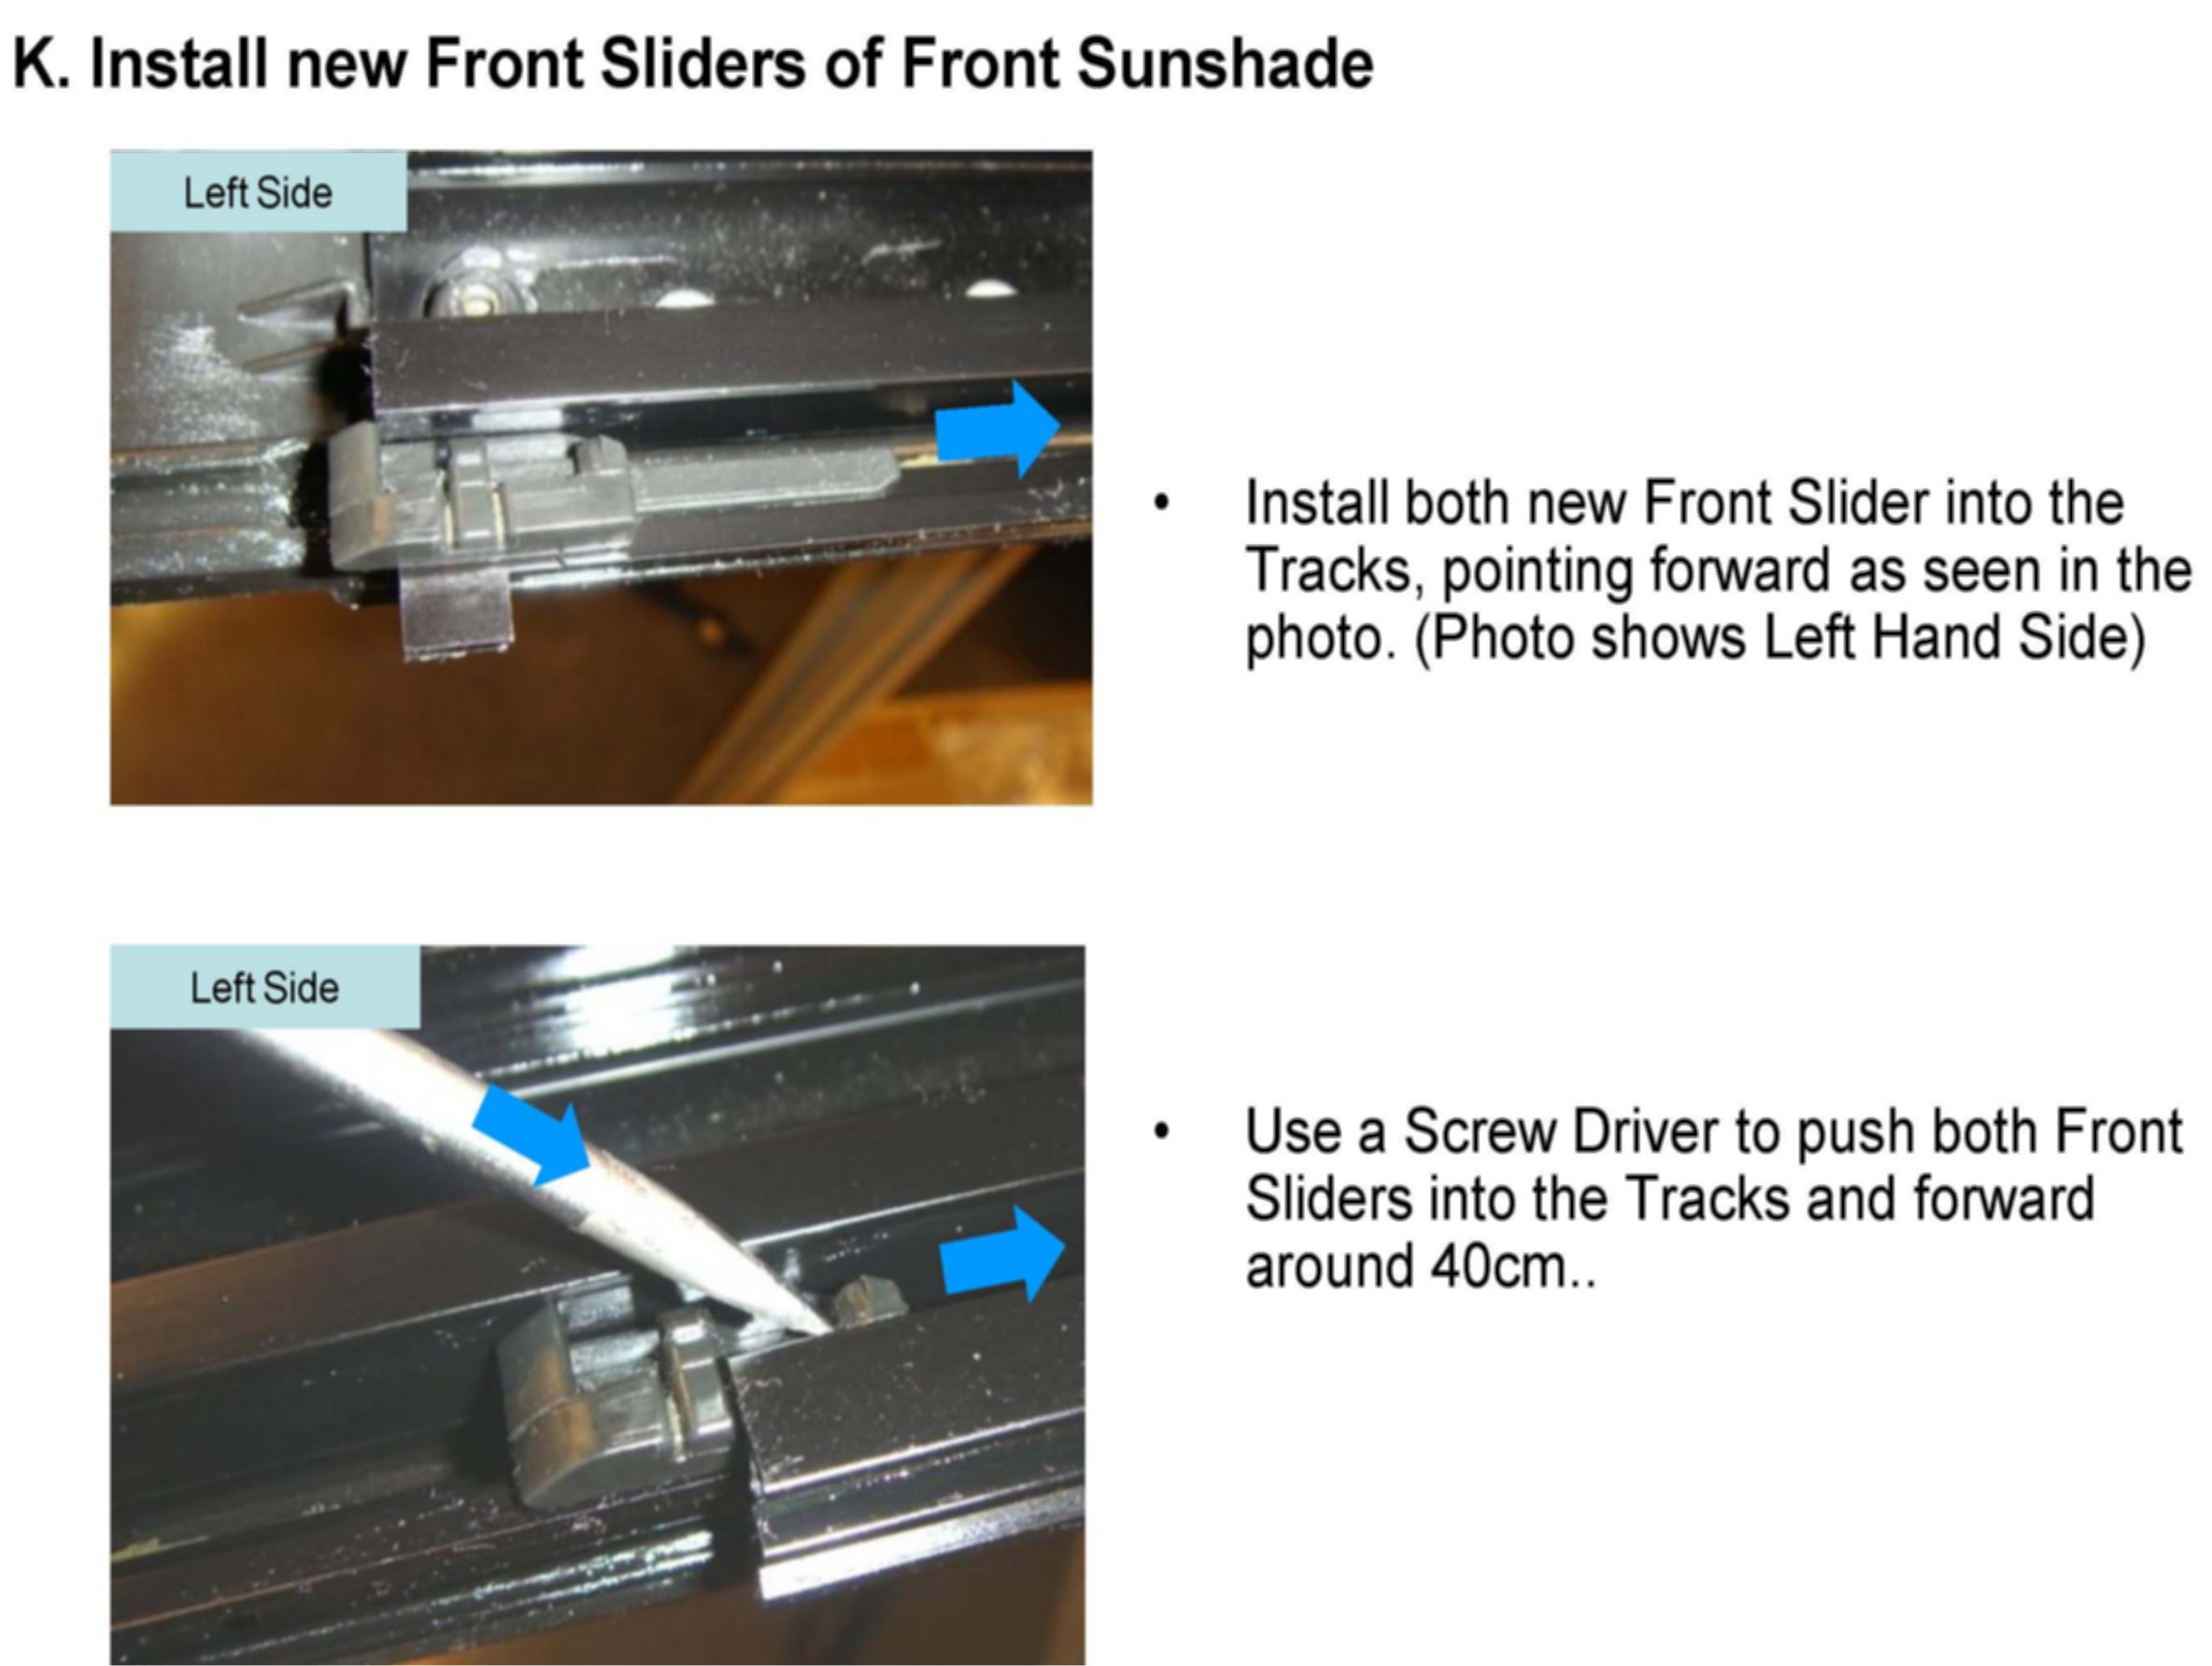 K. Install new Front Sliders of Front Sunshade
Left Side
• Install both new Front Slider into the
Tracks, pointing forward as seen in the
photo. (Photo shows Left Hand Side)
Left Side
• Use a Screw Driver to push both Front
Sliders into the Tracks and forward
around 40cm..